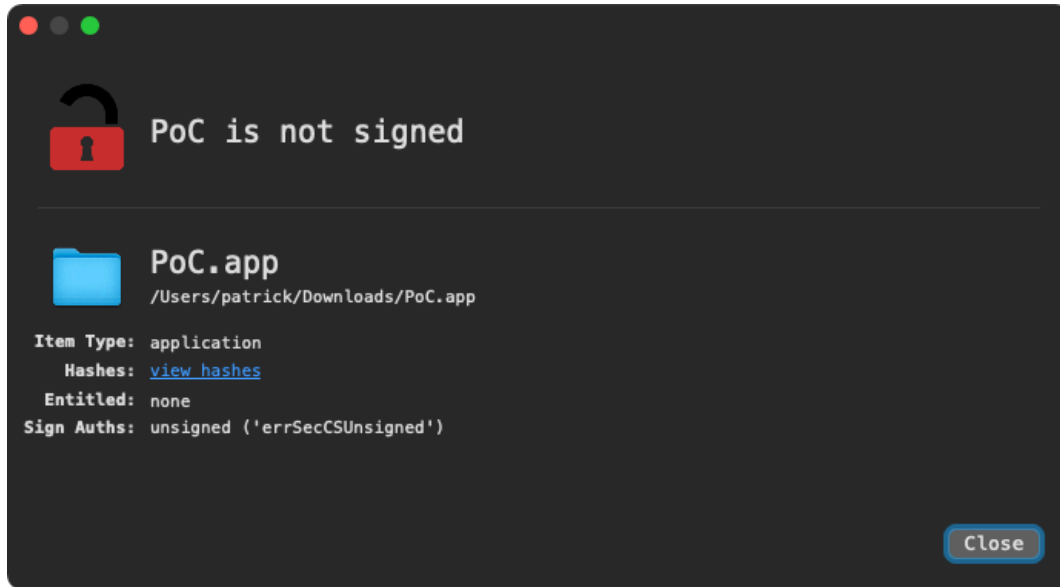 PoC is not signed
PoC.app
/Users/patrick/Downloads/PoC.app
Item Type: application
Hashes: view hashes
Entitled: none
Sign Auths: unsigned ('errSecCSUnsigned')
Close